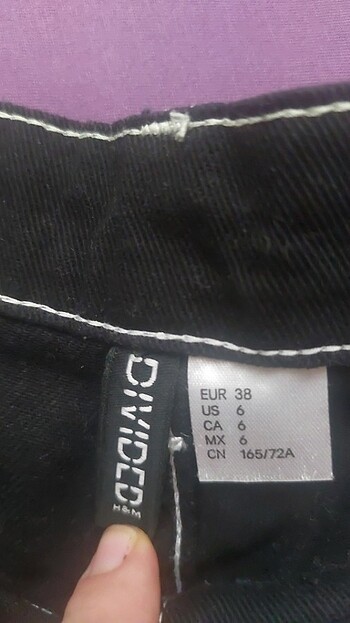 DIVIDED
H&M
EUR 38
US 6
CA 6
MX 6
CN 165/72A